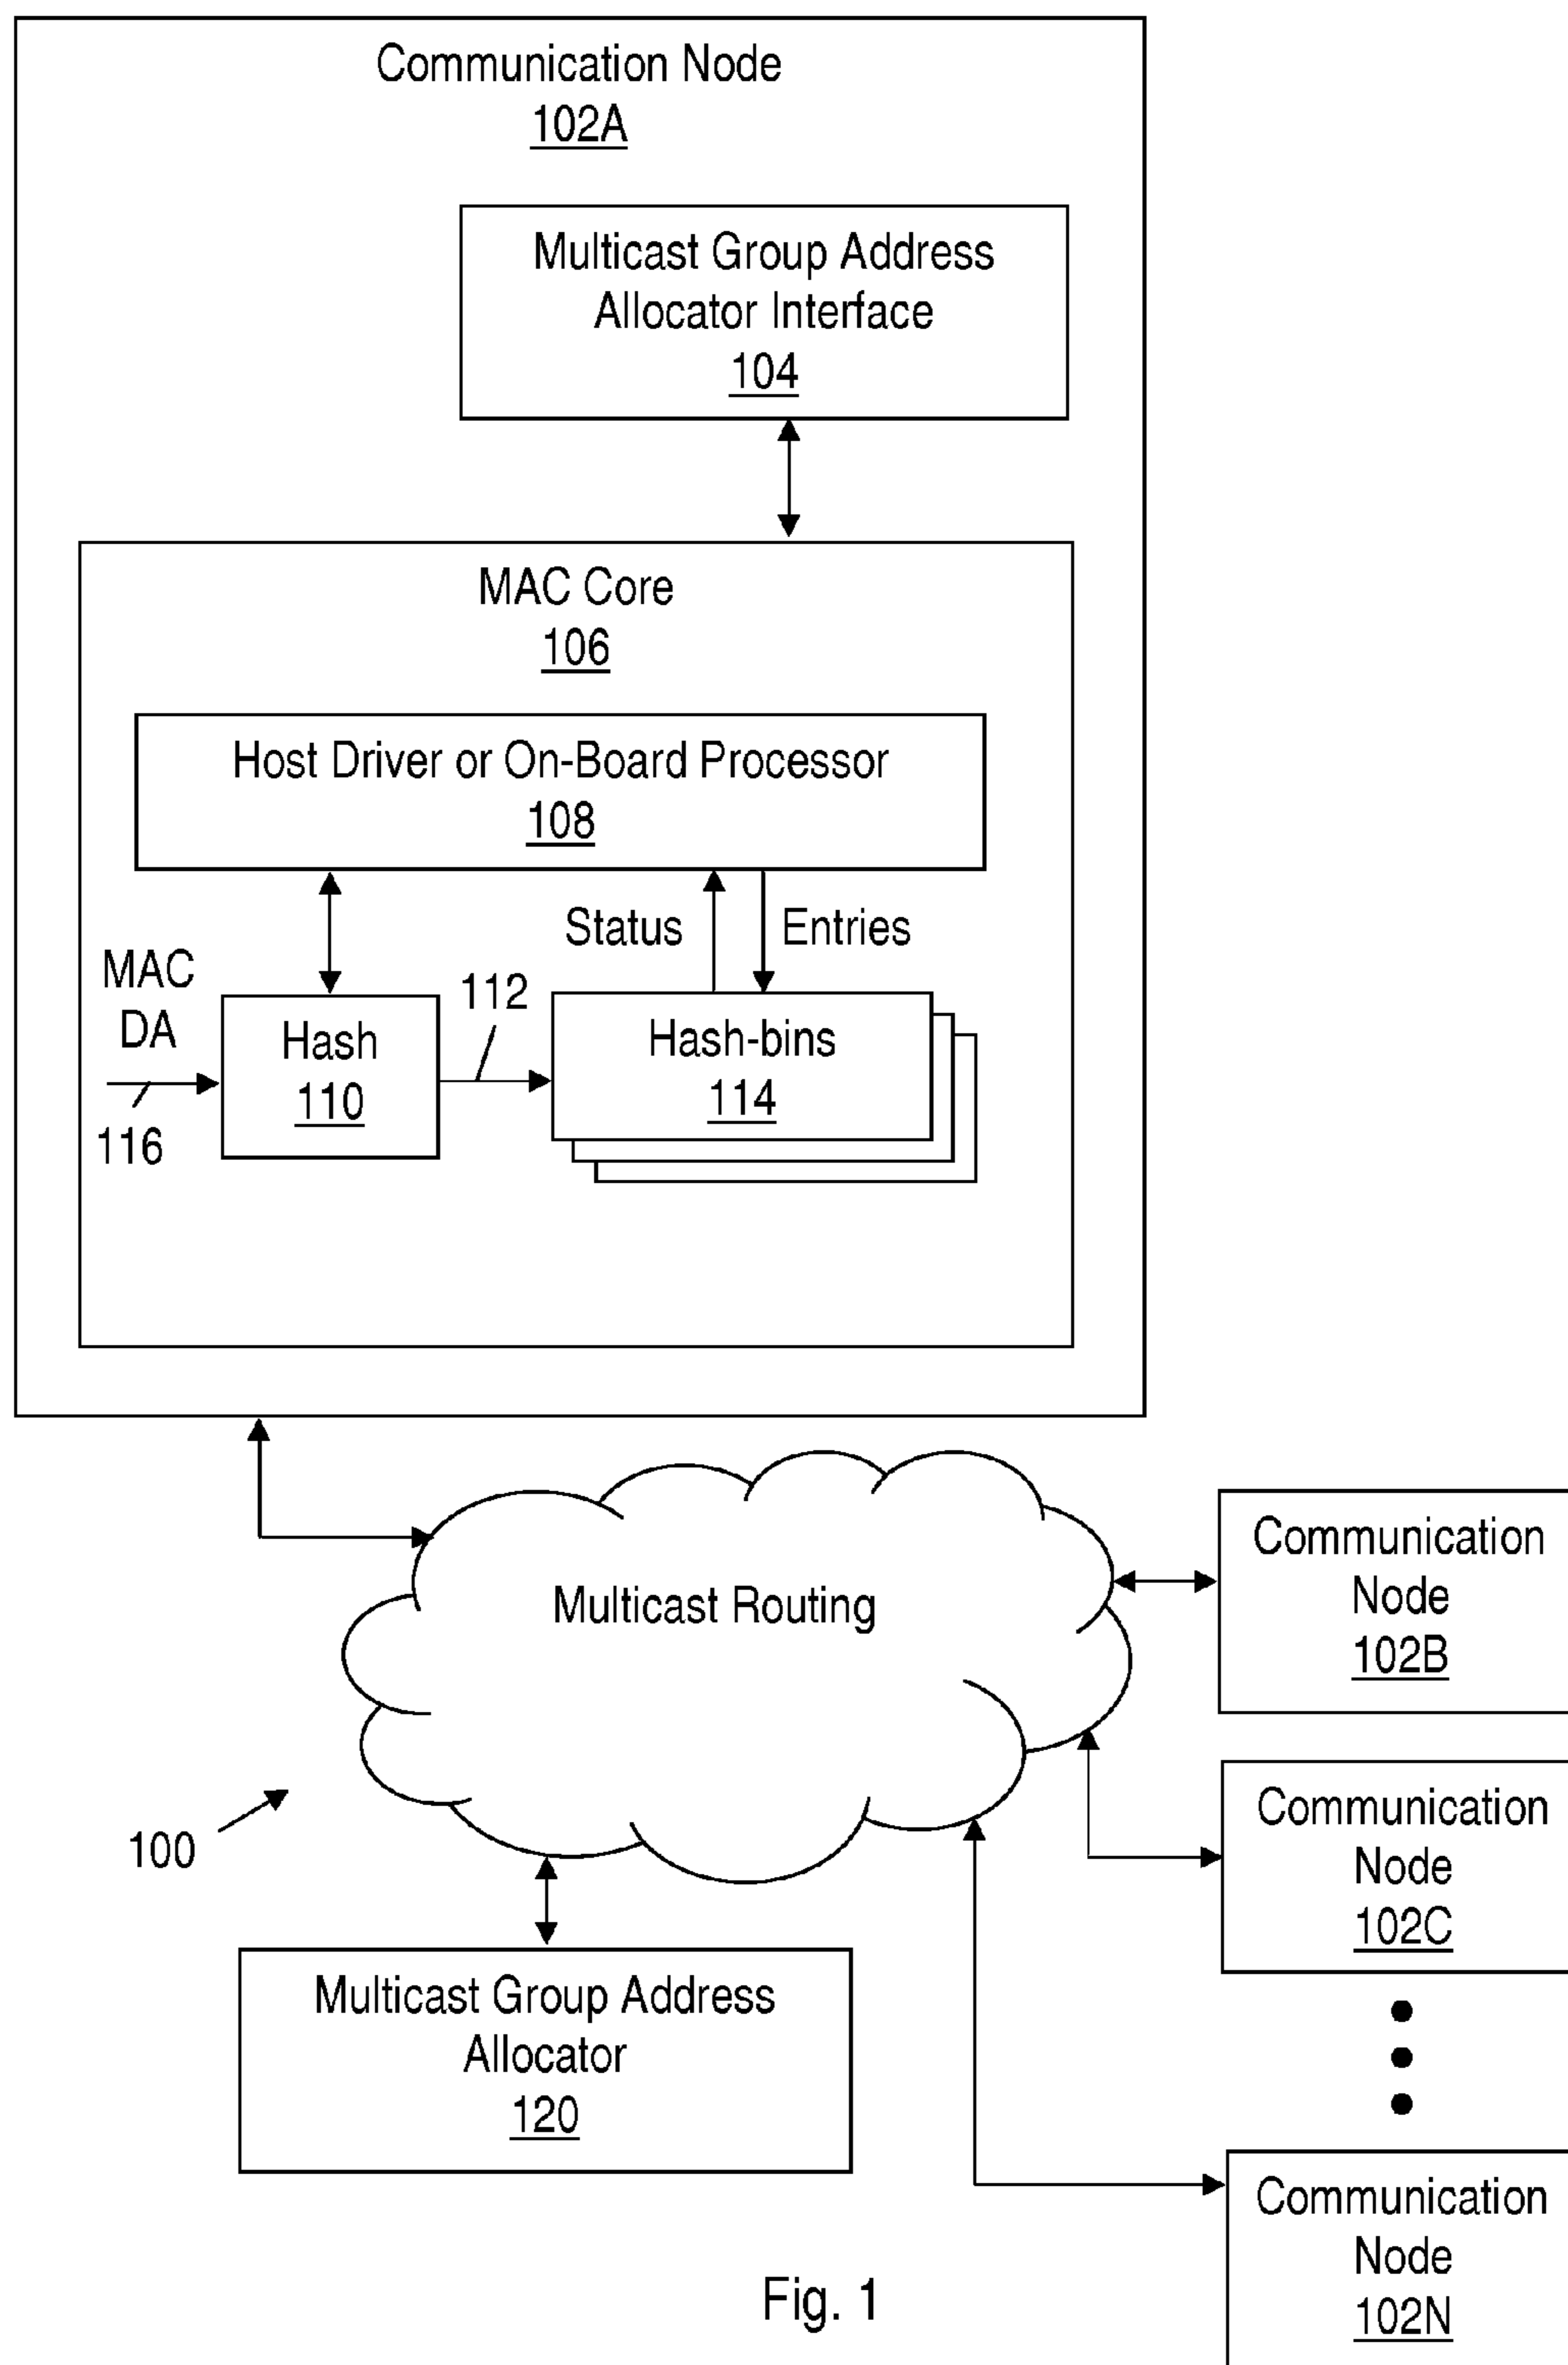 Communication Node
102A
Multicast Group Address
Allocator Interface
104
MAC Core
106
Host Driver or On-Board Processor
108
Status
Entries
MAC
DA
112
Hash
110
Hash-bins
114
116
Multicast Routing
Communication
Node
102B
Communication
Node
102C
100
Multicast Group Address
Allocator
120
Communication
Node
102N
Fig. 1